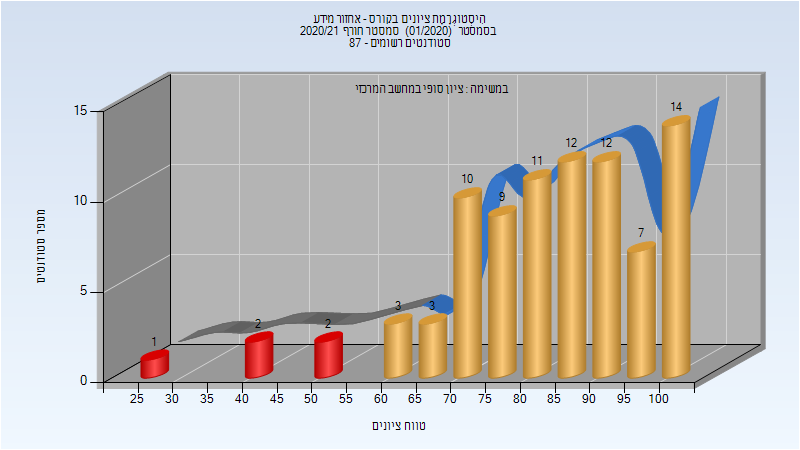 היסטוגרמת ציונים בקורס - אחזור מידע
בסמסטר (01/2020) סמסטר חורף 2020/21
סטודנטים רשומים - 87
במשימה : ציון סופי במחשב המרכזי
מספר סטודנטים
15
10
5
0
1
2
2
3
3
10
9
11
12
12
7
14
25 30 35 40 45 50 55 60 65 70 75 80 85 90 95 100
טווח ציונים